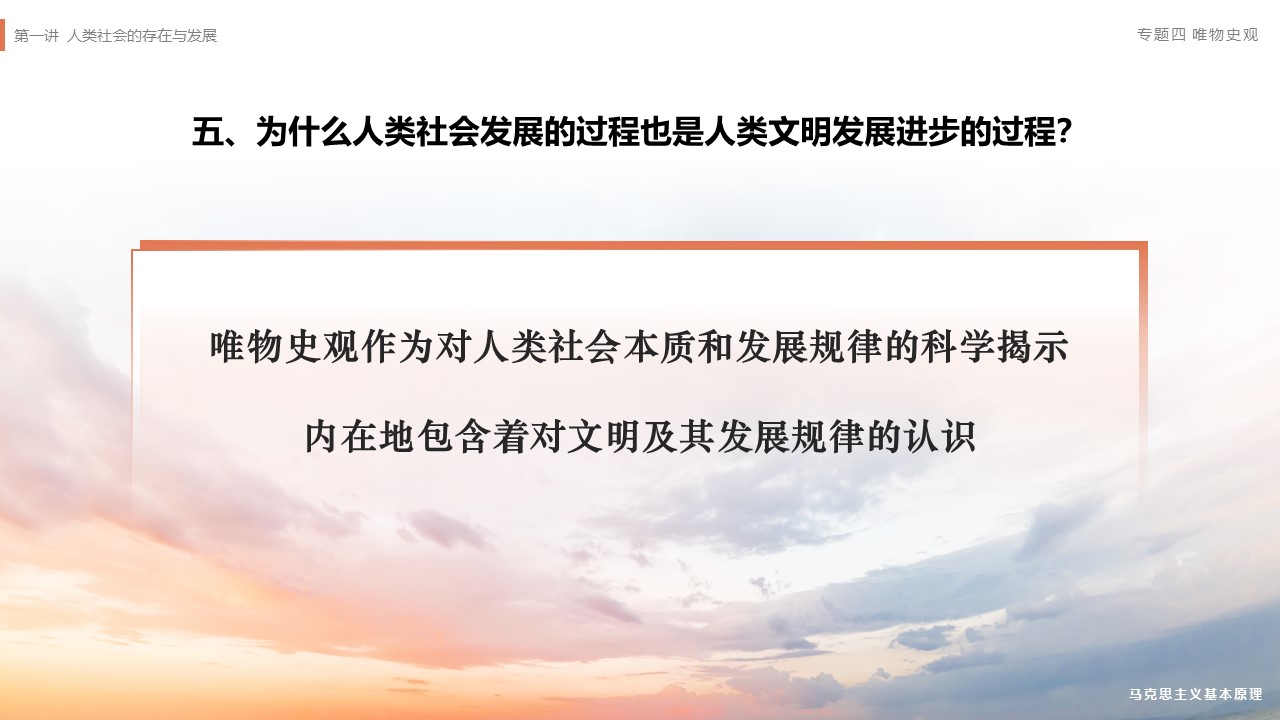 第一讲 人类社会的存在与发展
专题四 唯物史观
五、为什么人类社会发展的过程也是人类文明发展进步的过程？
唯物史观作为对人类社会本质和发展规律的科学揭示
内在地包含着对文明及其发展规律的认识
马克思主义基本原理